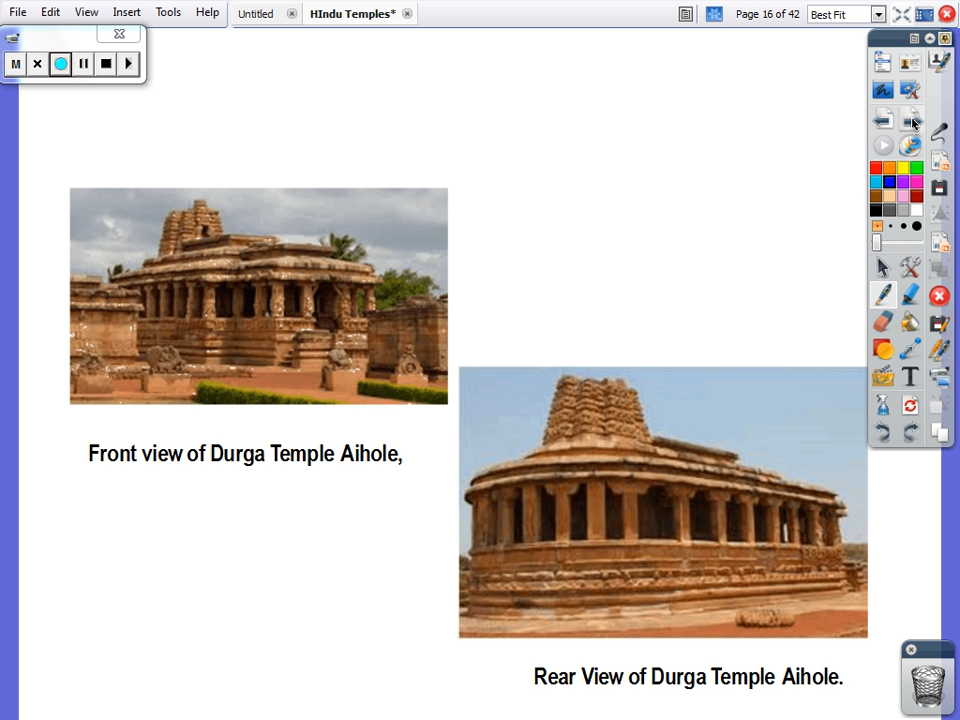 File Edit View Insert Tools Help Untitled HIndu Temples* Page 16 of 42 Best Fit
M
T
Front view of Durga Temple Aihole,
Rear View of Durga Temple Aihole.